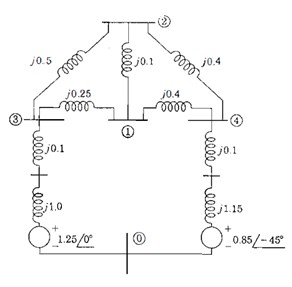 ②
j0.5
j0.1
j0.4
j0.25
j0.4
③
①
④
j0.1
j0.1
j1.0
j1.15
+
1.25/0°
−
⓪
+
0.85/−45°
−